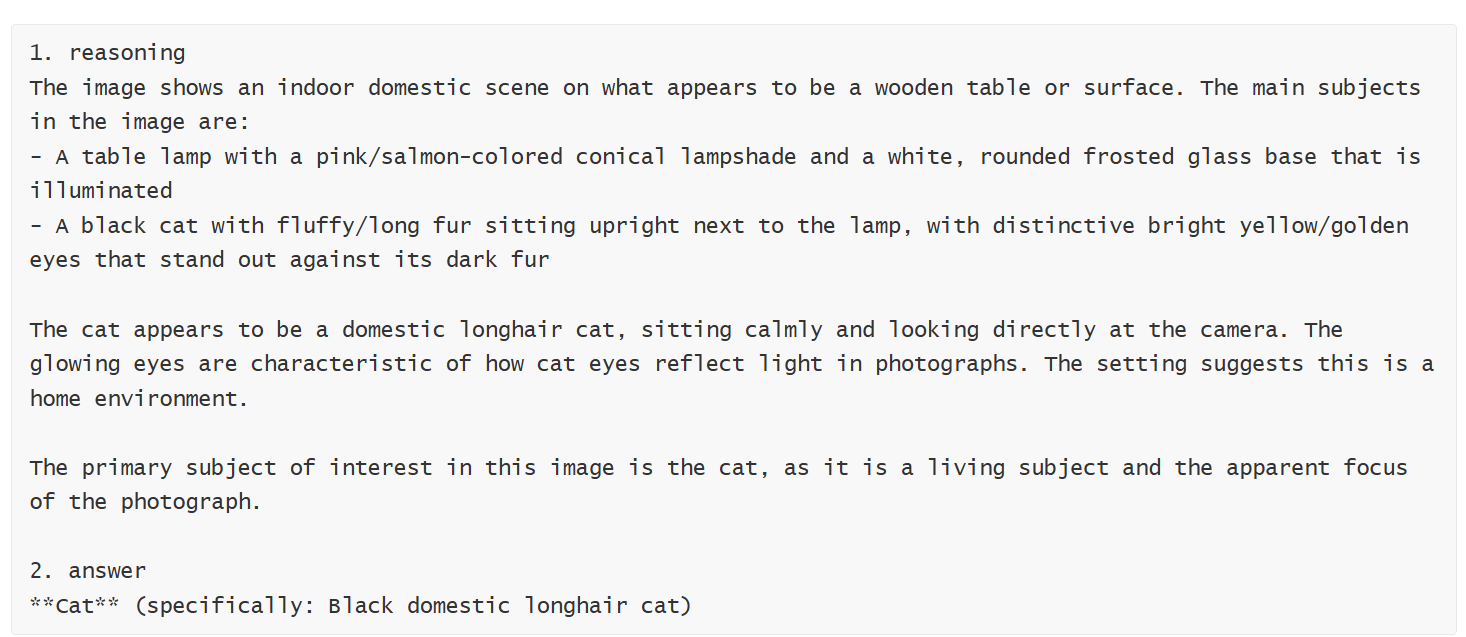 1. reasoning
The image shows an indoor domestic scene on what appears to be a wooden table or surface. The main subjects
in the image are:
- A table lamp with a pink/salmon-colored conical lampshade and a white, rounded frosted glass base that is
illuminated
- A black cat with fluffy/long fur sitting upright next to the lamp, with distinctive bright yellow/golden
eyes that stand out against its dark fur
The cat appears to be a domestic longhair cat, sitting calmly and looking directly at the camera. The
glowing eyes are characteristic of how cat eyes reflect light in photographs. The setting suggests this is a
home environment.
The primary subject of interest in this image is the cat, as it is a living subject and the apparent focus
of the photograph.
2. answer
**Cat** (specifically: Black domestic longhair cat)